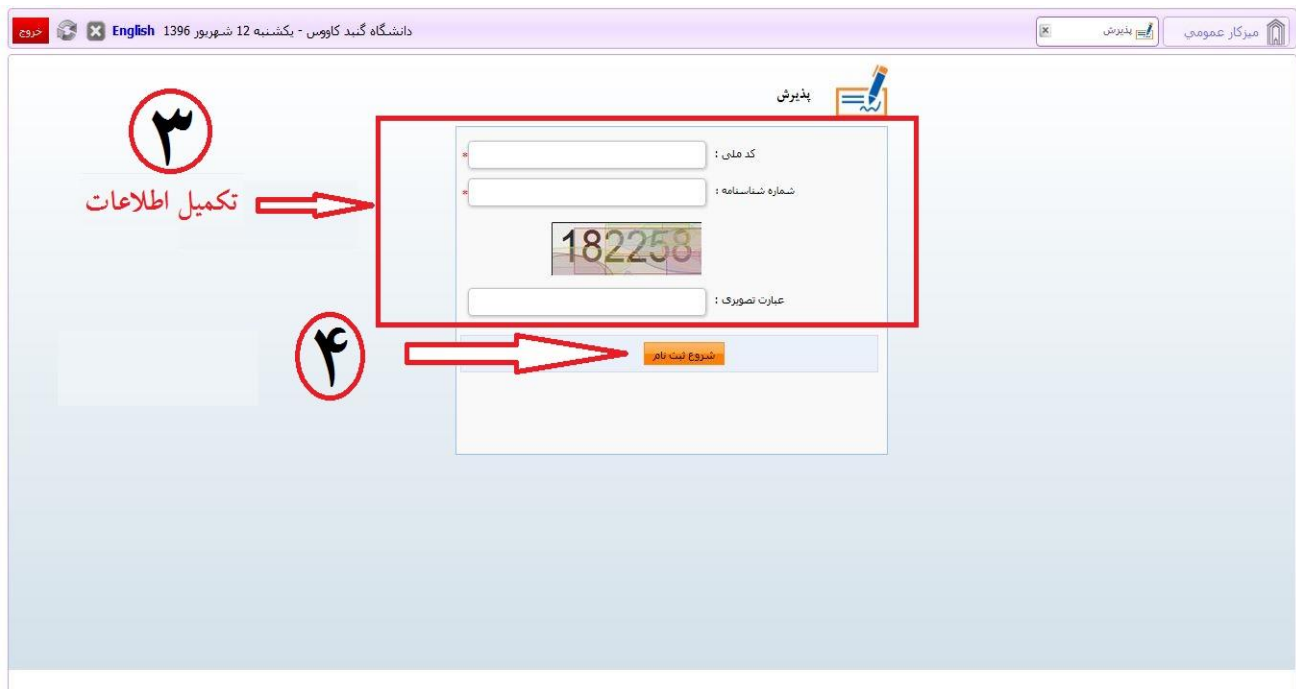 میزکار عمومی
پذیرش
دانشگاه گنبد کاووس - یکشنبه 12 شهریور 1396 English
خروج
پذیرش
۳
تکمیل اطلاعات
کد ملی :
*
شماره شناسنامه :
*
182258
عبارت تصویری :
۴
شروع ثبت نام